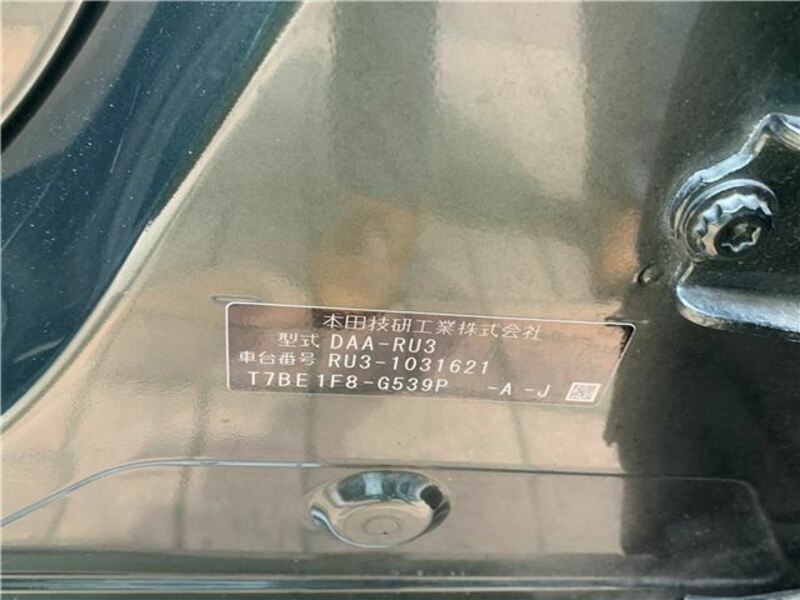 本田技研工業株式会社
型式 DAA-RU3
車台番号 RU3-1031621
T7BE1F8-G539P -A-J